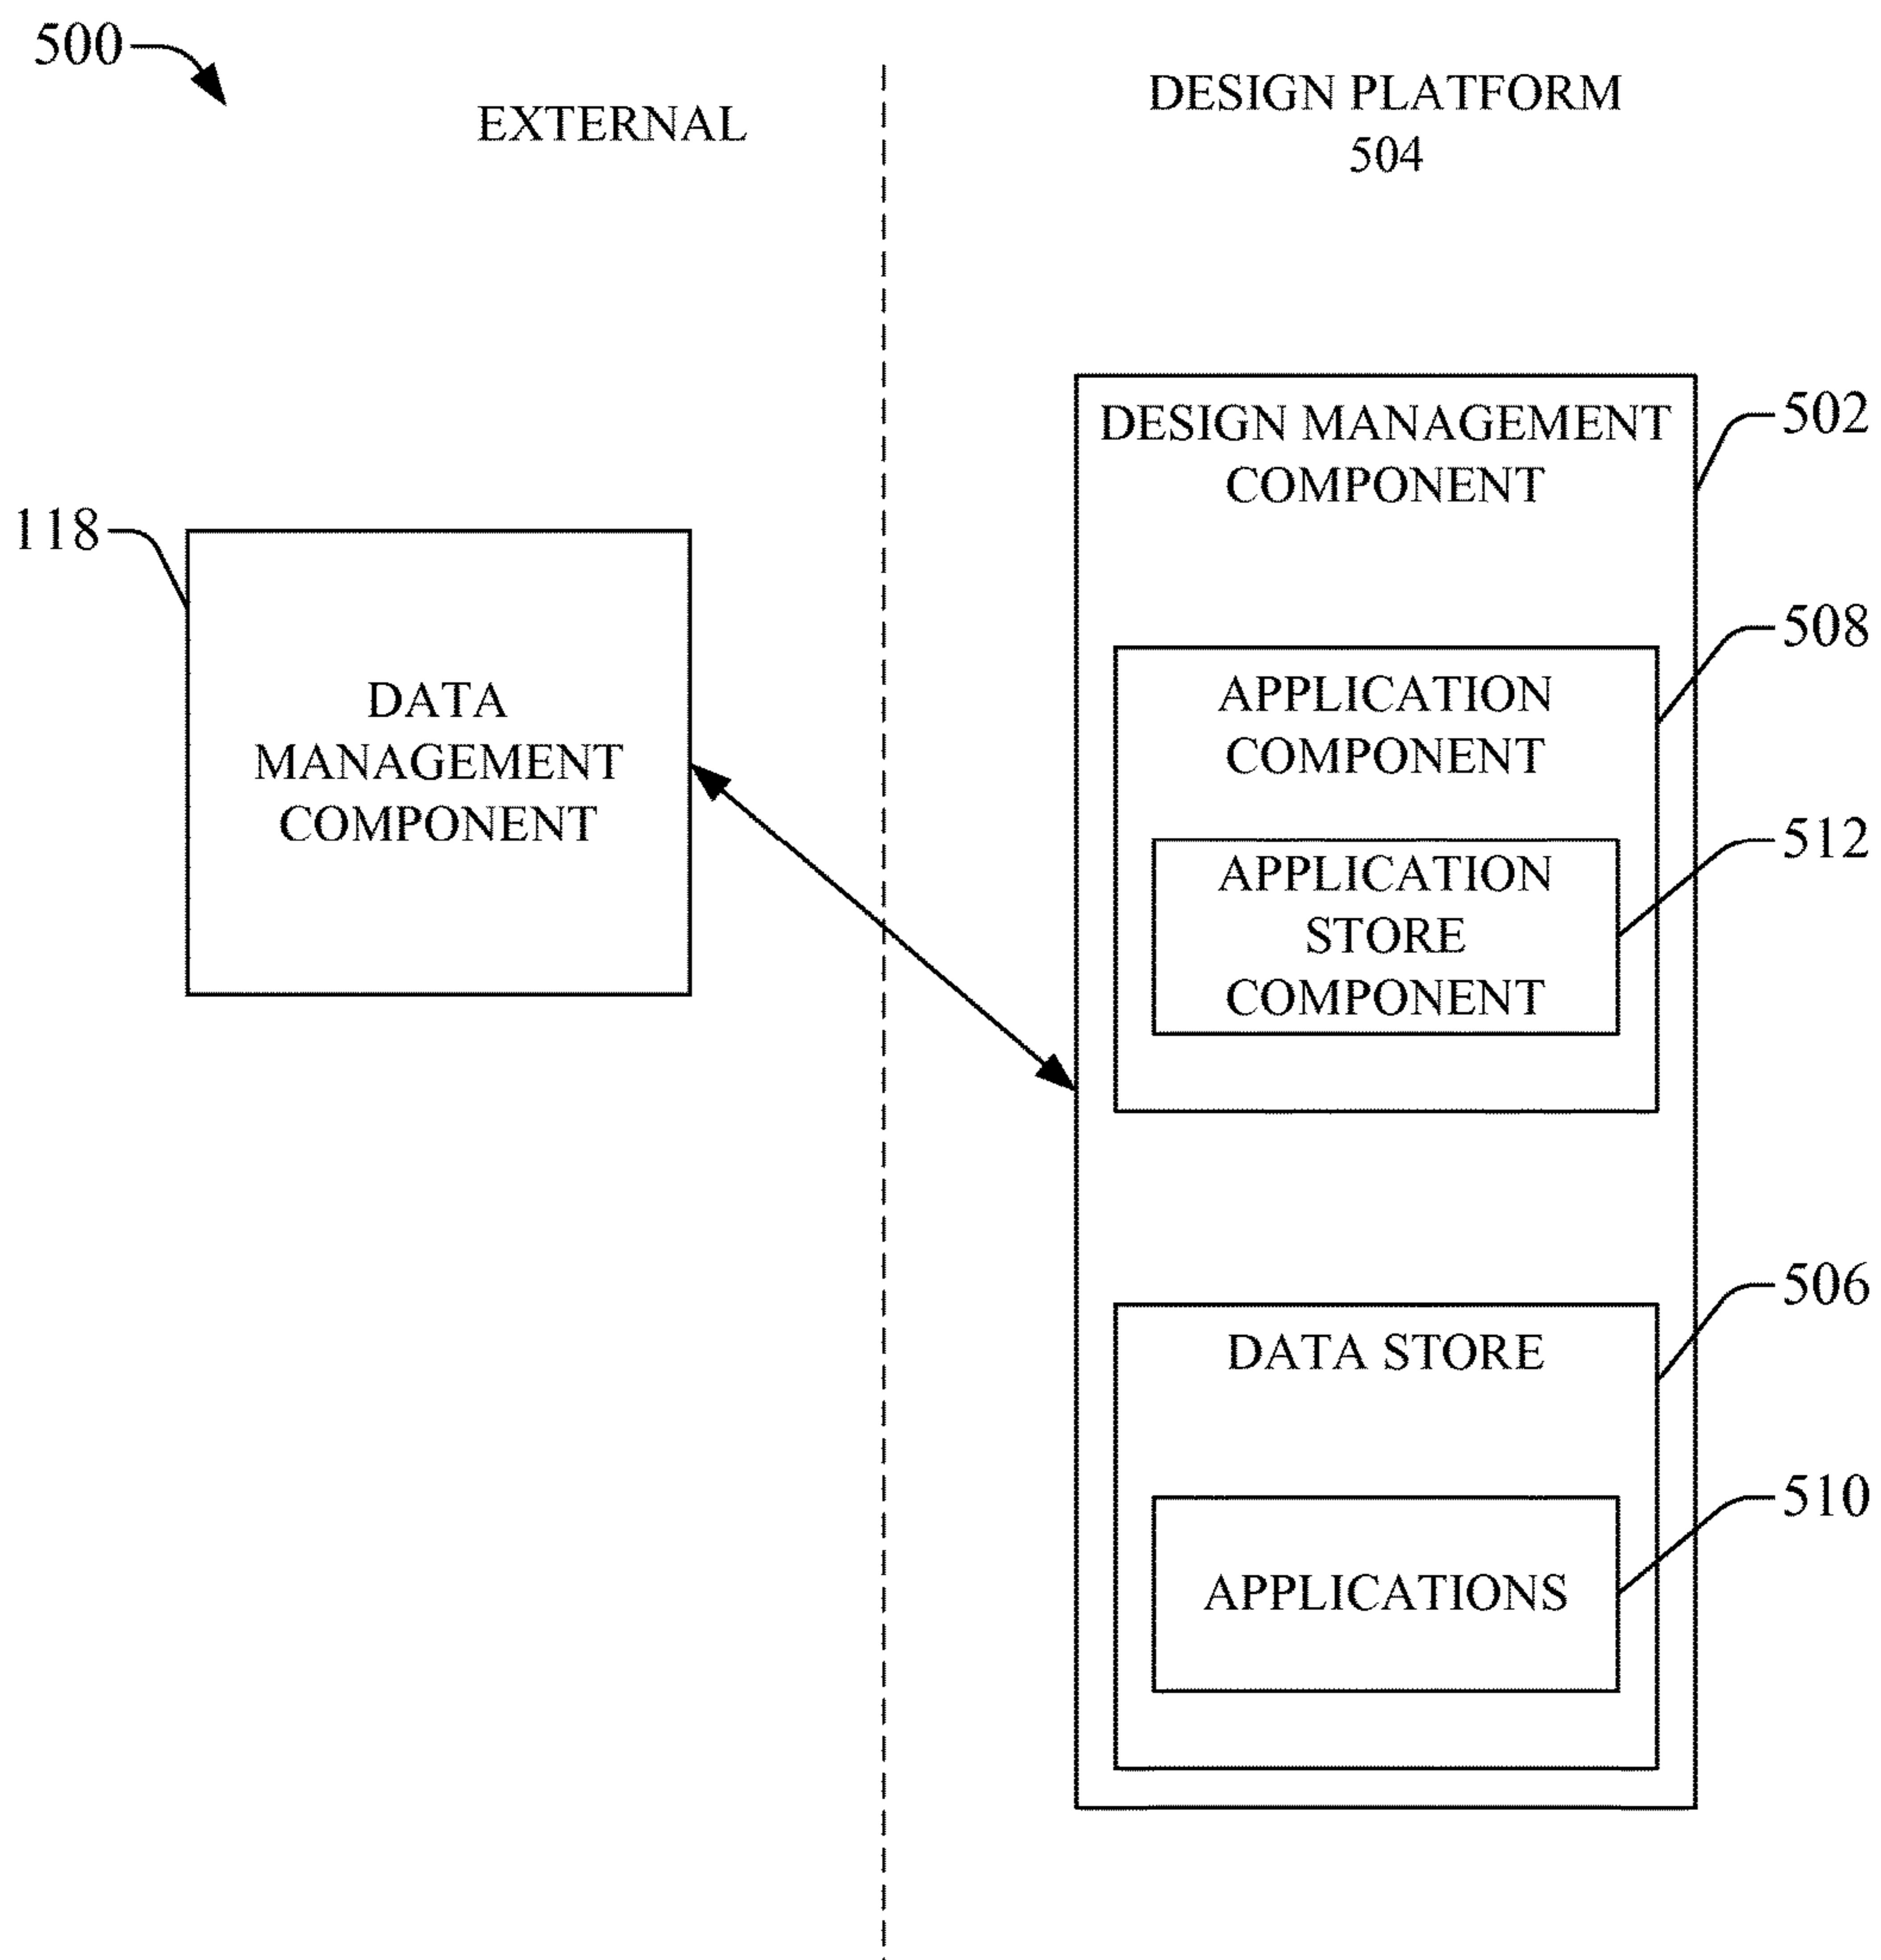 500
EXTERNAL
DESIGN PLATFORM
504
DESIGN MANAGEMENT
COMPONENT
502
118
DATA
MANAGEMENT
COMPONENT
APPLICATION
COMPONENT
508
APPLICATION
STORE
COMPONENT
512
DATA STORE
506
APPLICATIONS
510